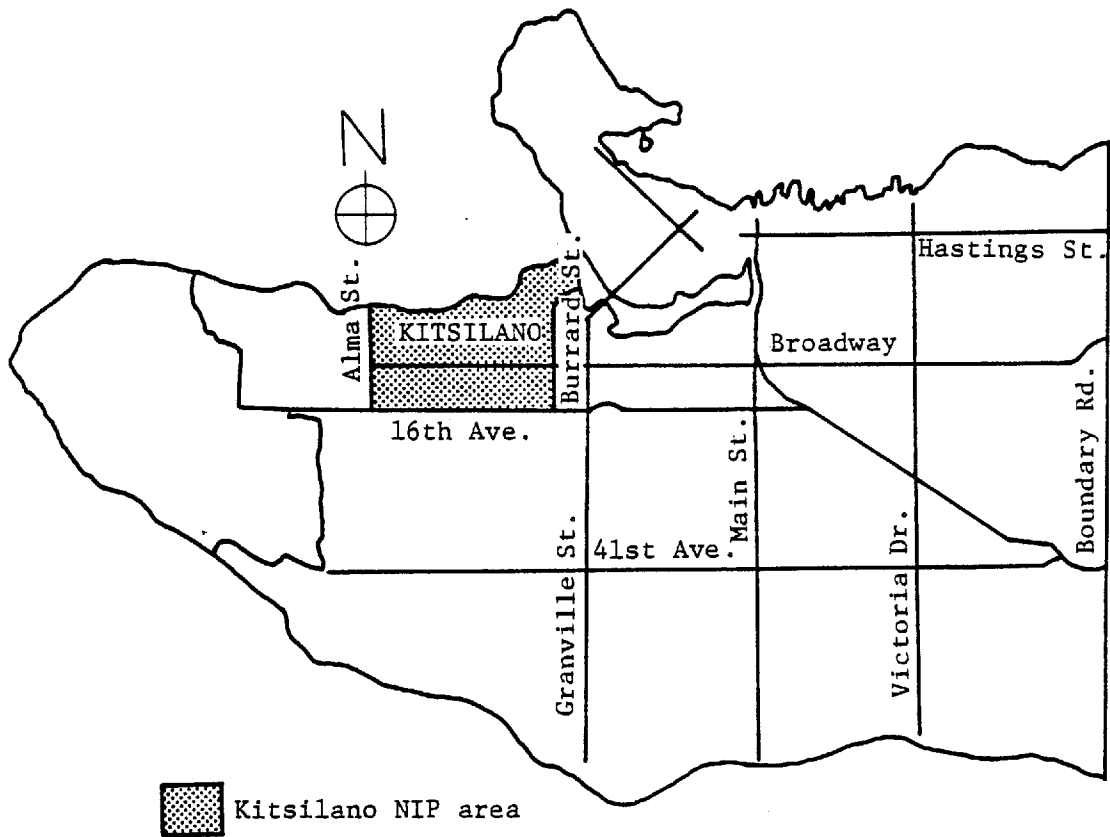 N
Hastings St.
Alma St.
KITSILANO
Burrard St.
Broadway
16th Ave.
Main St.
Boundary Rd.
41st Ave.
Granville St.
Victoria Dr.
Kitsilano NIP area